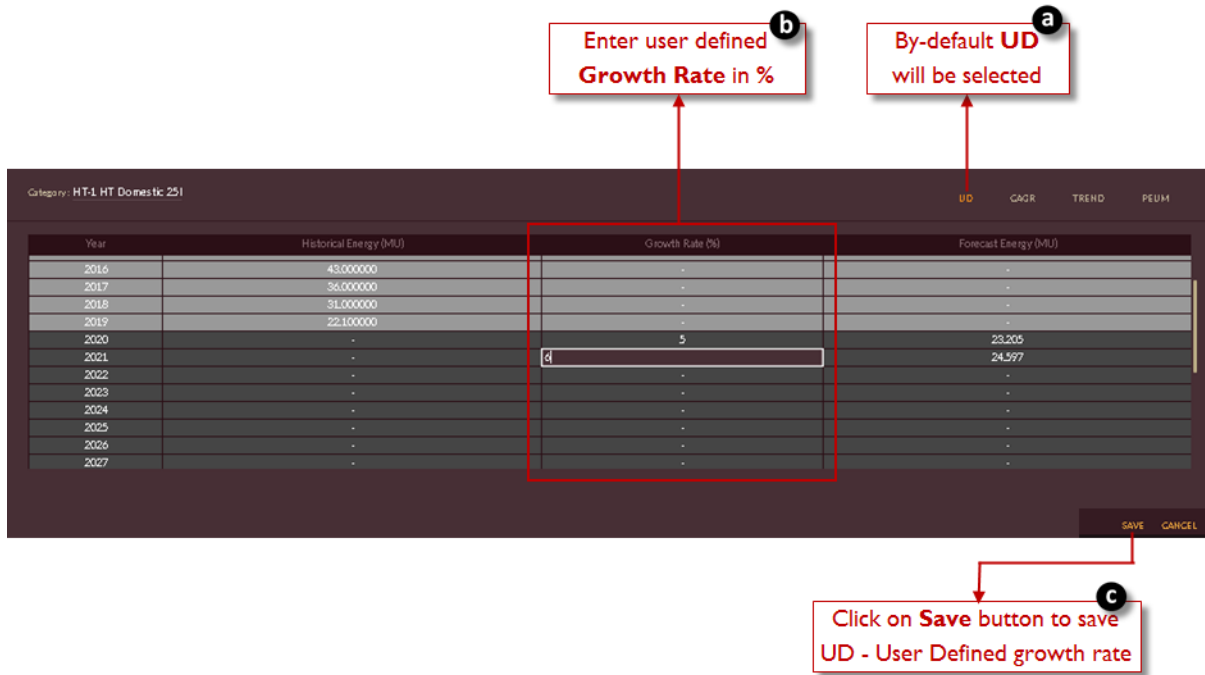 b
a
Enter user defined
Growth Rate in %
By-default UD
will be selected
Category: HT-1 HT Domestic 251
UD CAGR TREND PEUM
Year Historical Energy (MU) Growth Rate (%) Forecast Energy (MU)
2016 43.000000 - -
2017 36.000000 - -
2018 31.000000 - -
2019 22.100000 - -
2020 - 5 23.205
2021 - 6 24.597
2022 - - -
2023 - - -
2024 - - -
2025 - - -
2026 - - -
2027 - - -
SAVE CANCEL
c
Click on Save button to save
UD - User Defined growth rate